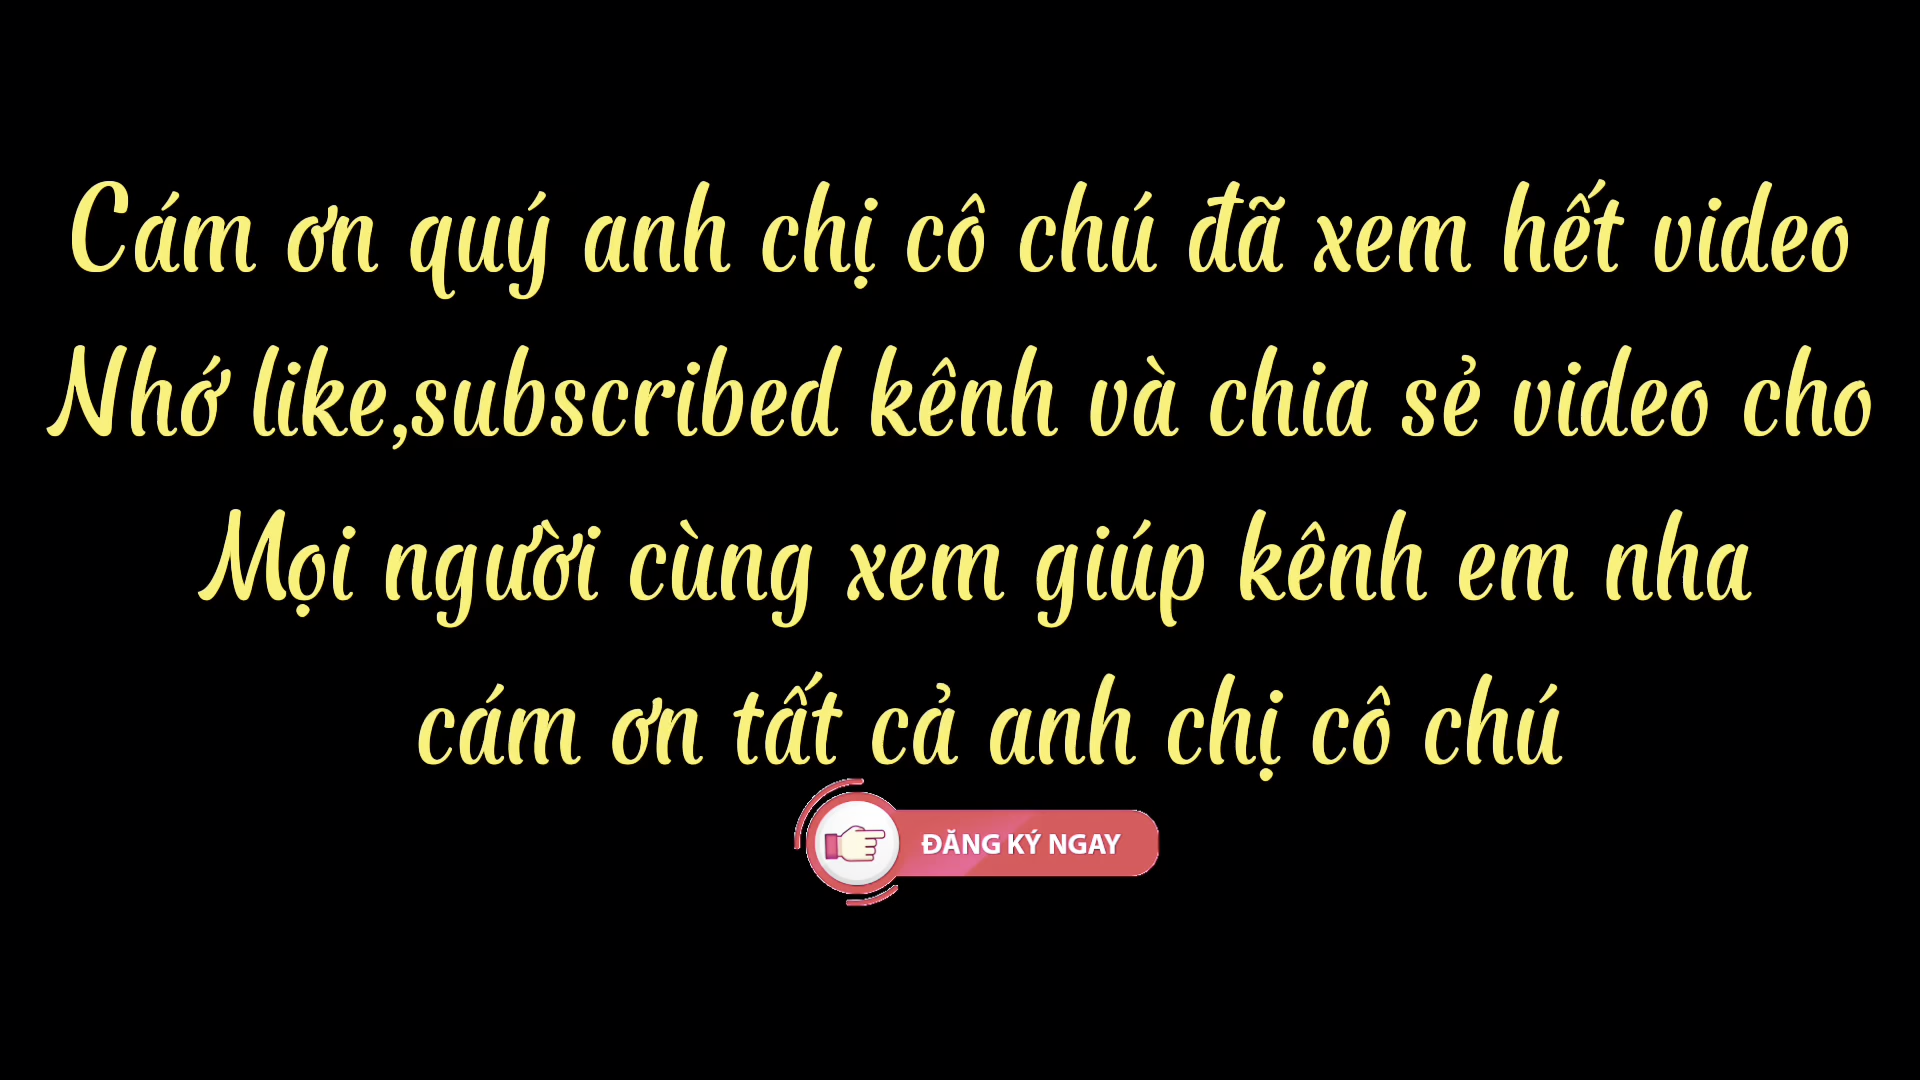 Cám ơn quý anh chị cô chú đã xem hết video
Nhớ like,subscribed kênh và chia sẻ video cho
Mọi người cùng xem giúp kênh em nha
cám ơn tất cả anh chị cô chú
ĐĂNG KÝ NGAY